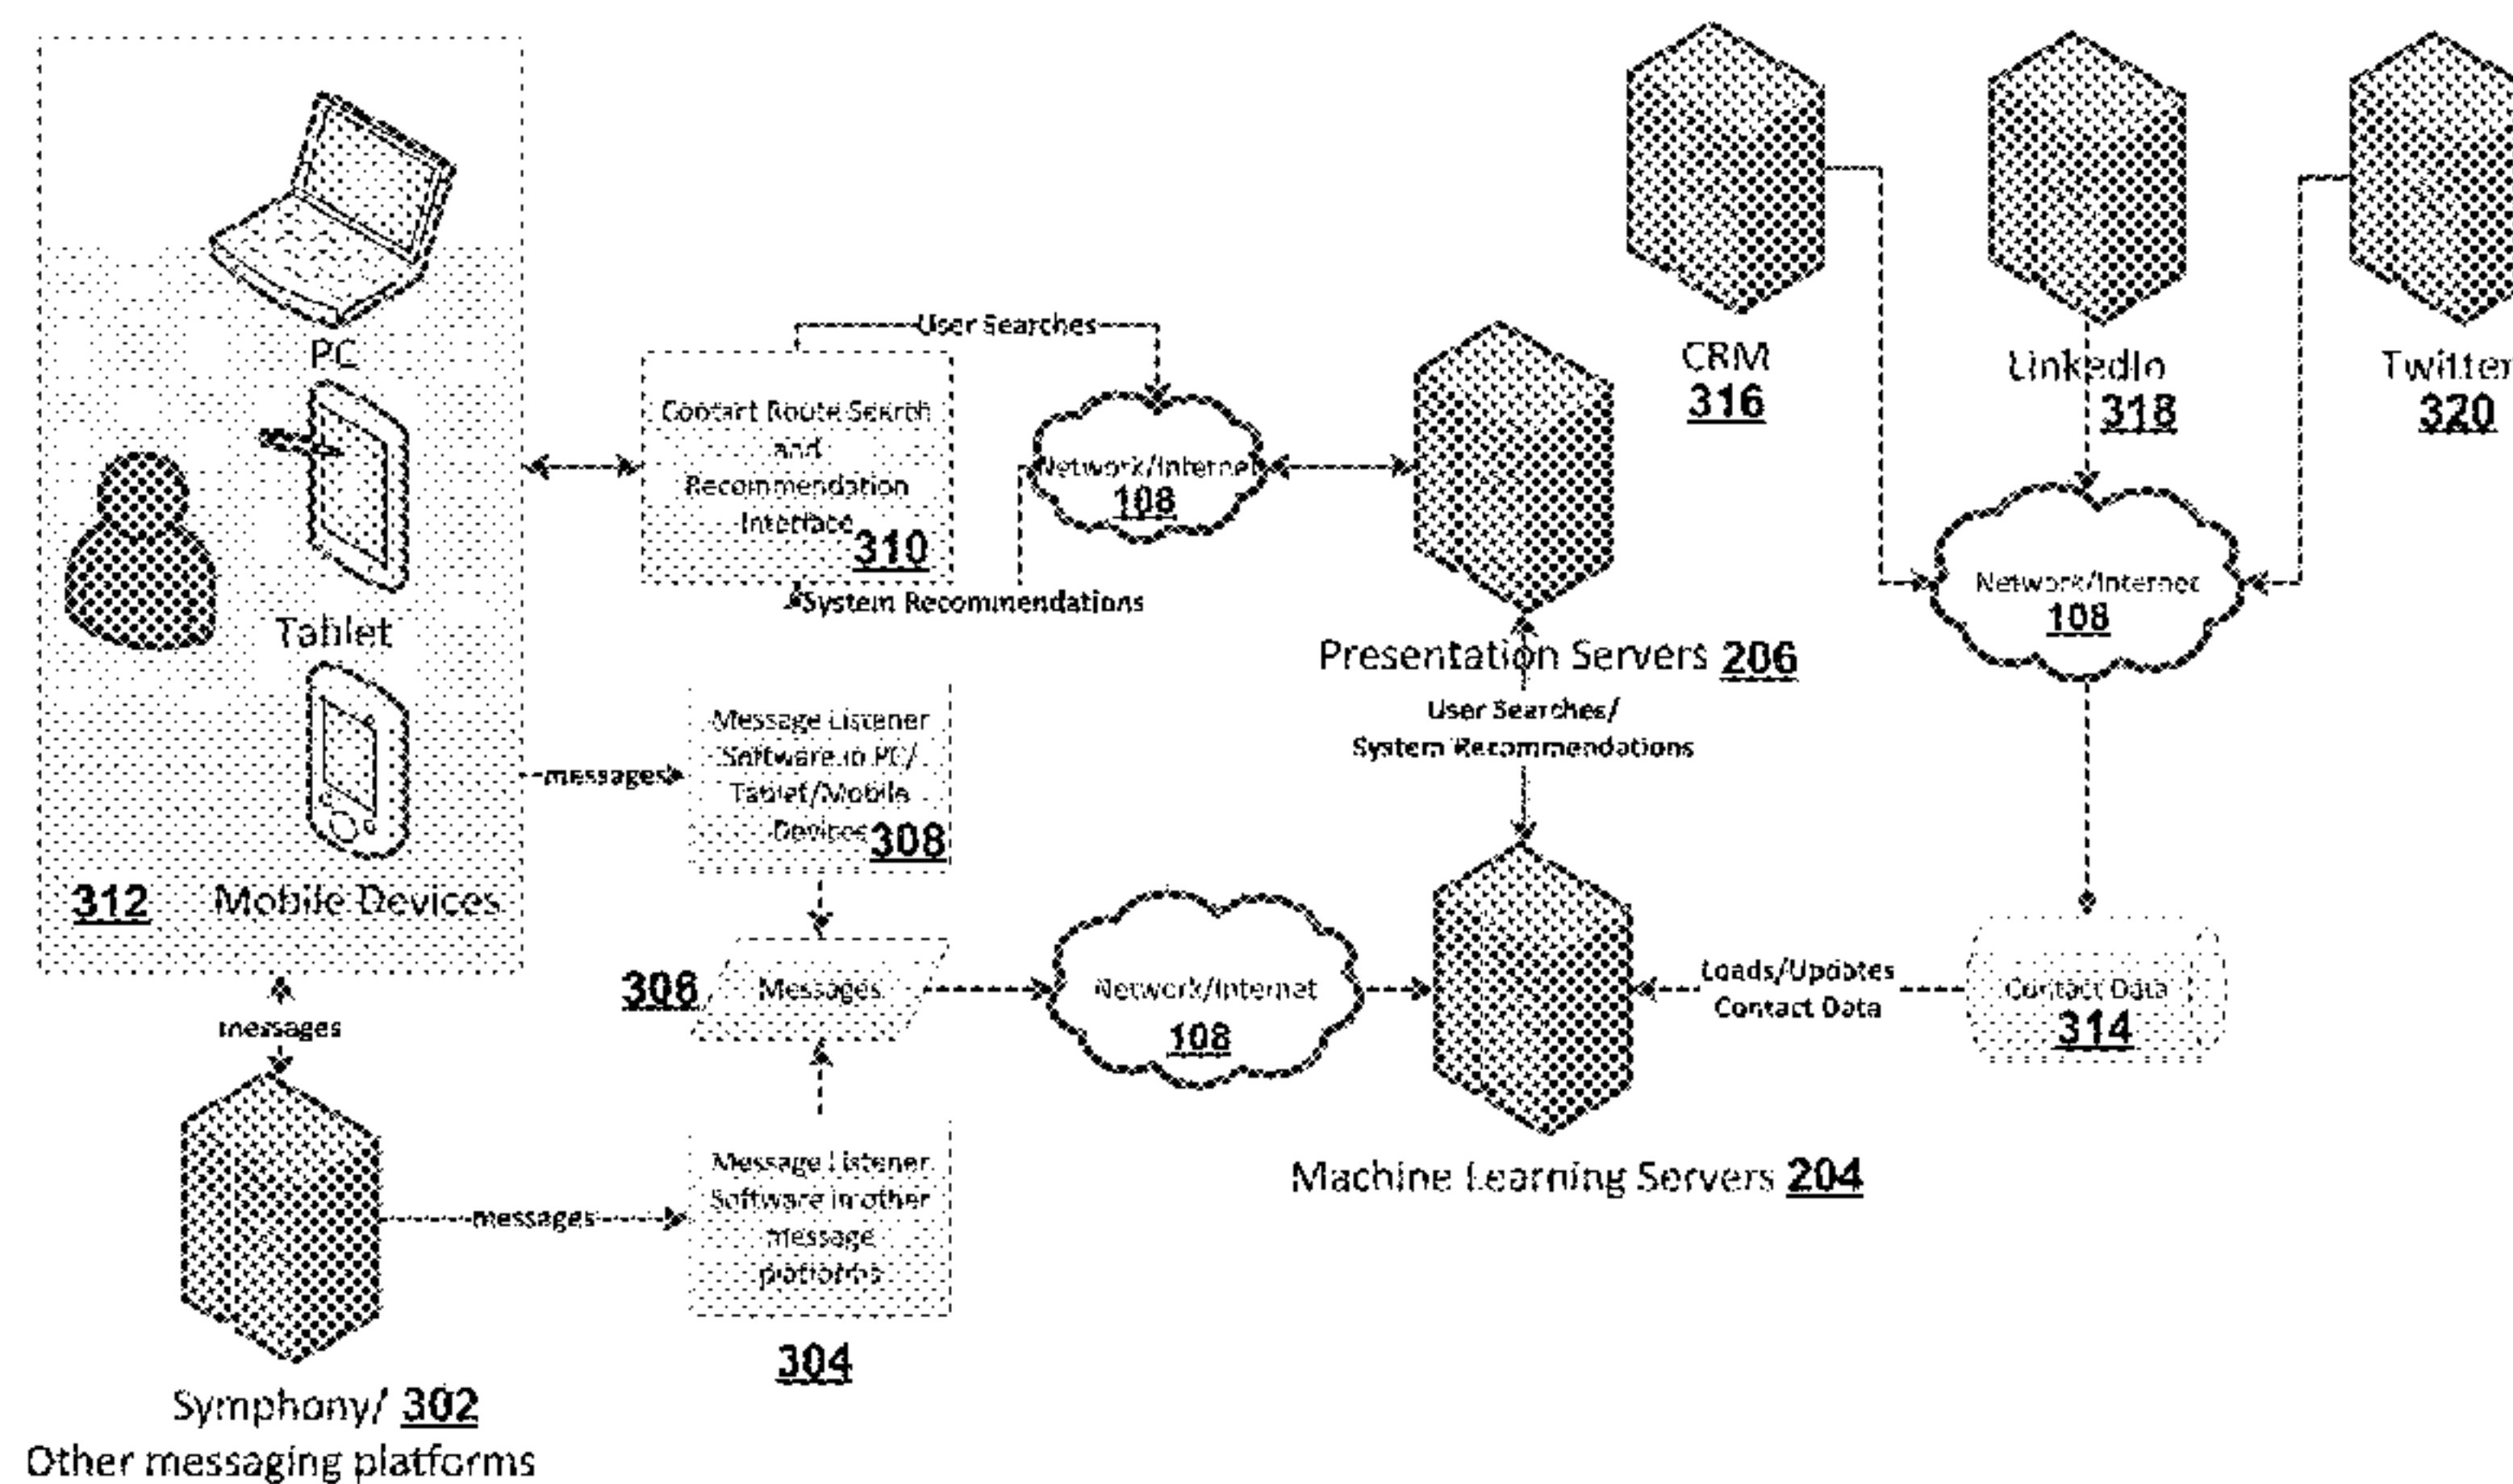 PC
Tablet
312 Mobile Devices
messages
Symphony/ 302
Other messaging platforms
User Searches
Contact Route Search
and
Recommendation
Interface
310
System Recommendations
Network/Internet
108
messages
Message Listener
Software in PC/
Tablet/Mobile
Devices 308
306 Messages
messages
Message Listener
Software in other
message
platforms
304
Network/Internet
108
Presentation Servers 206
User Searches/
System Recommendations
Machine Learning Servers 204
CRM
316
LinkedIn
318
Twitter
320
Network/Internet
108
Loads/Updates
Contact Data
Contact Data
314